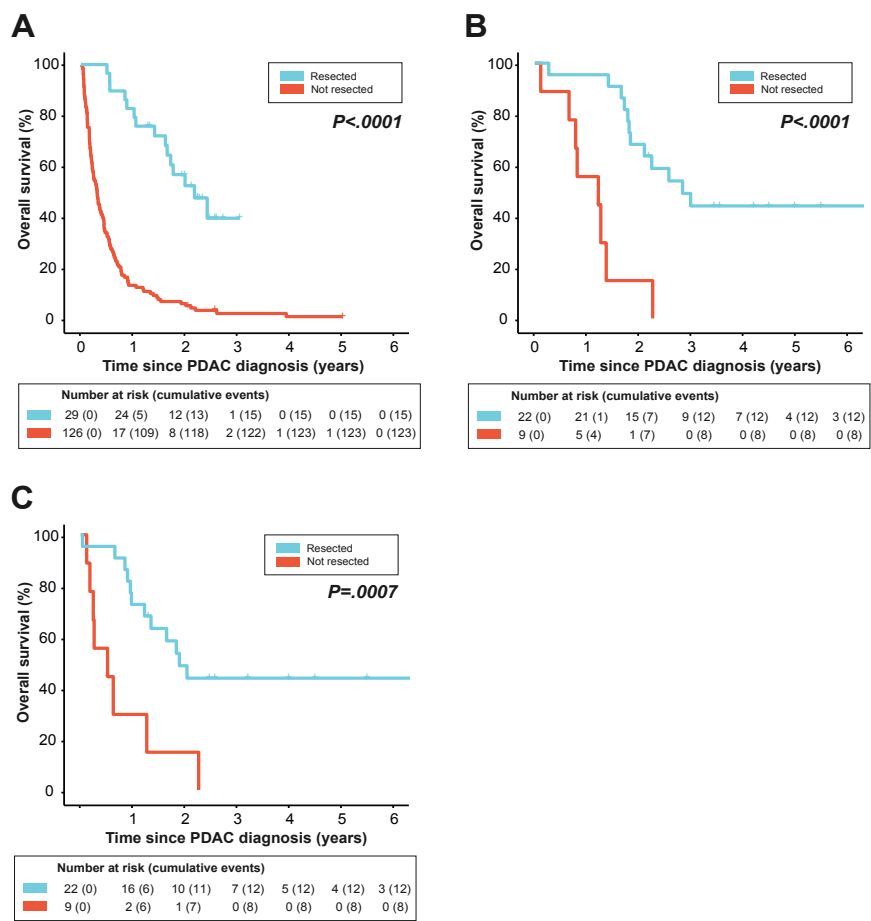 A
Overall survival (%)
100
80
60
40
20
0
Resected
Not resected
P<.0001
0 1 2 3 4 5 6
Time since PDAC diagnosis (years)
Number at risk (cumulative events)
29 (0) 24 (5) 12 (13) 1 (15) 0 (15) 0 (15) 0 (15)
126 (0) 17 (109) 8 (118) 2 (122) 1 (123) 1 (123) 0 (123)
B
Overall survival (%)
100
80
60
40
20
0
Resected
Not resected
P<.0001
0 1 2 3 4 5 6
Time since PDAC diagnosis (years)
Number at risk (cumulative events)
22 (0) 21 (1) 15 (7) 9 (12) 7 (12) 4 (12) 3 (12)
9 (0) 5 (4) 1 (7) 0 (8) 0 (8) 0 (8) 0 (8)
C
Overall survival (%)
100
80
60
40
20
0
Resected
Not resected
P=.0007
1 2 3 4 5 6
Time since PDAC diagnosis (years)
Number at risk (cumulative events)
22 (0) 16 (6) 10 (11) 7 (12) 5 (12) 4 (12) 3 (12)
9 (0) 2 (6) 1 (7) 0 (8) 0 (8) 0 (8) 0 (8)